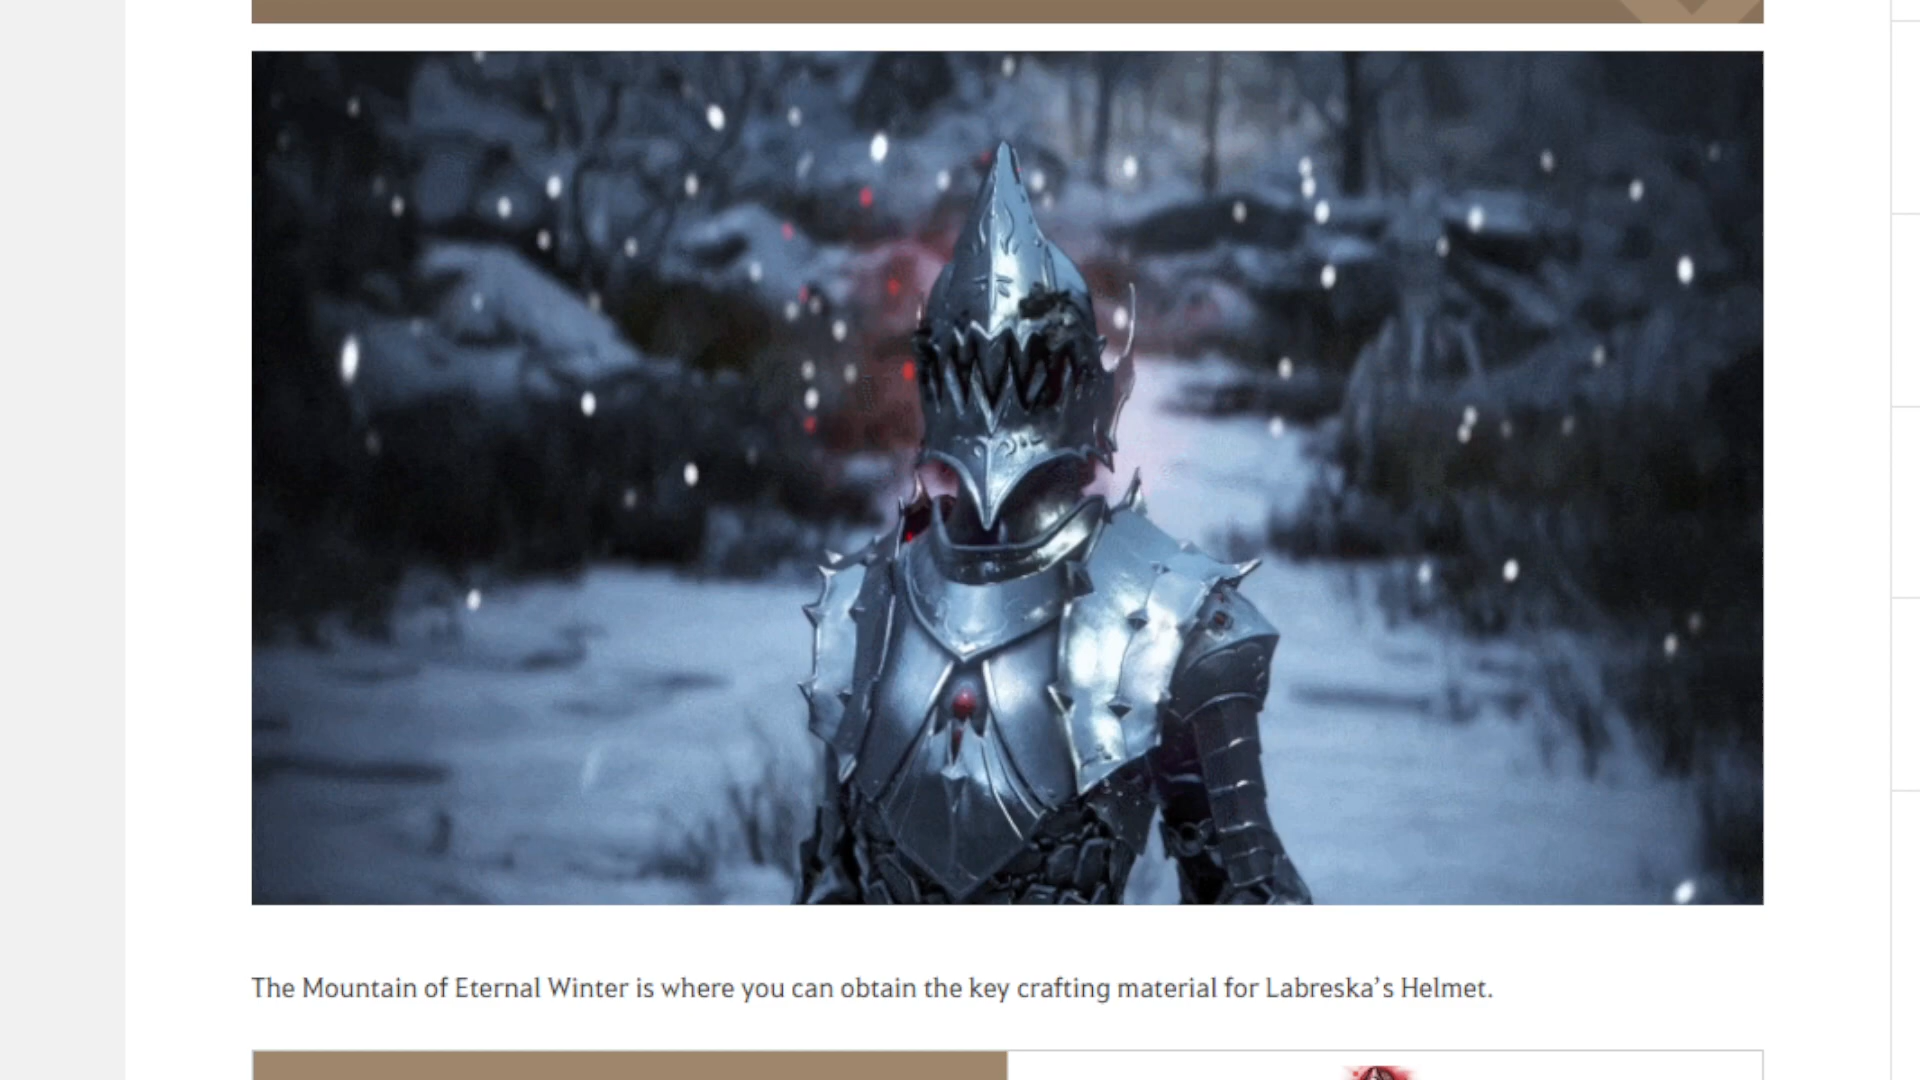 The Mountain of Eternal Winter is where you can obtain the key crafting material for Labreska’s Helmet.